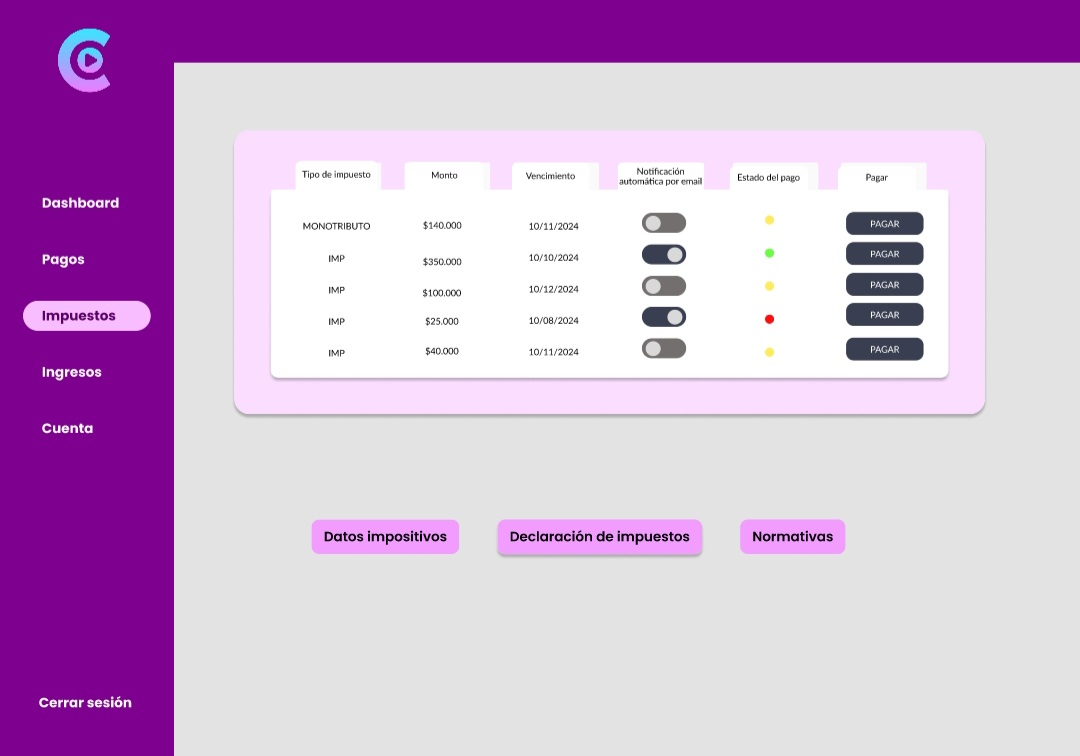 Dashboard
Pagos
Impuestos
Ingresos
Cuenta
Cerrar sesión
Tipo de impuesto
Monto
Vencimiento
Notificación
automática por email
Estado del pago
Pagar
MONOTRIBUTO $140.000 10/11/2024 PAGAR
IMP $350.000 10/10/2024 PAGAR
IMP $100.000 10/12/2024 PAGAR
IMP $25.000 10/08/2024 PAGAR
IMP $40.000 10/11/2024 PAGAR
Datos impositivos
Declaración de impuestos
Normativas